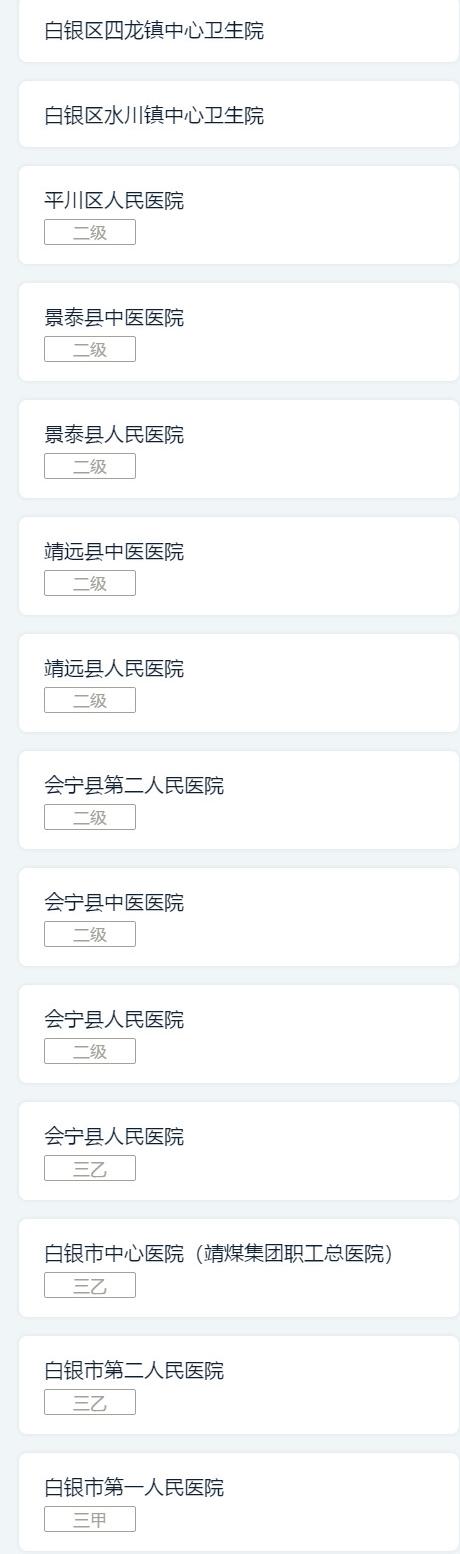 白银区四龙镇中心卫生院
白银区水川镇中心卫生院
平川区人民医院
二级
景泰县中医医院
二级
景泰县人民医院
二级
靖远县中医医院
二级
靖远县人民医院
二级
会宁县第二人民医院
二级
会宁县中医医院
二级
会宁县人民医院
二级
会宁县人民医院
三乙
白银市中心医院（靖煤集团职工总医院）
三乙
白银市第二人民医院
三乙
白银市第一人民医院
三甲